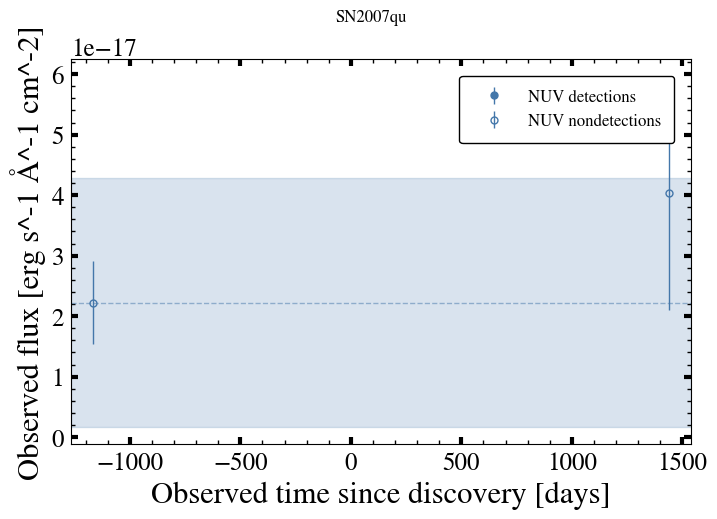 SN2007qu
1e−17
6
5
4
3
2
1
0
Observed flux [erg s^-1 Å^-1 cm^-2]
NUV detections
NUV nondetections
−1000
−500
0
500
1000
1500
Observed time since discovery [days]